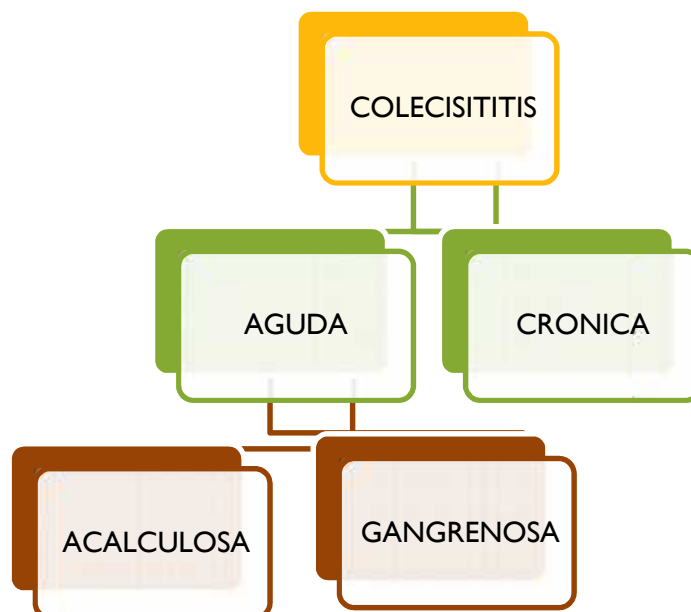 COLECISITITIS
AGUDA
CRONICA
ACALCULOSA
GANGRENOSA